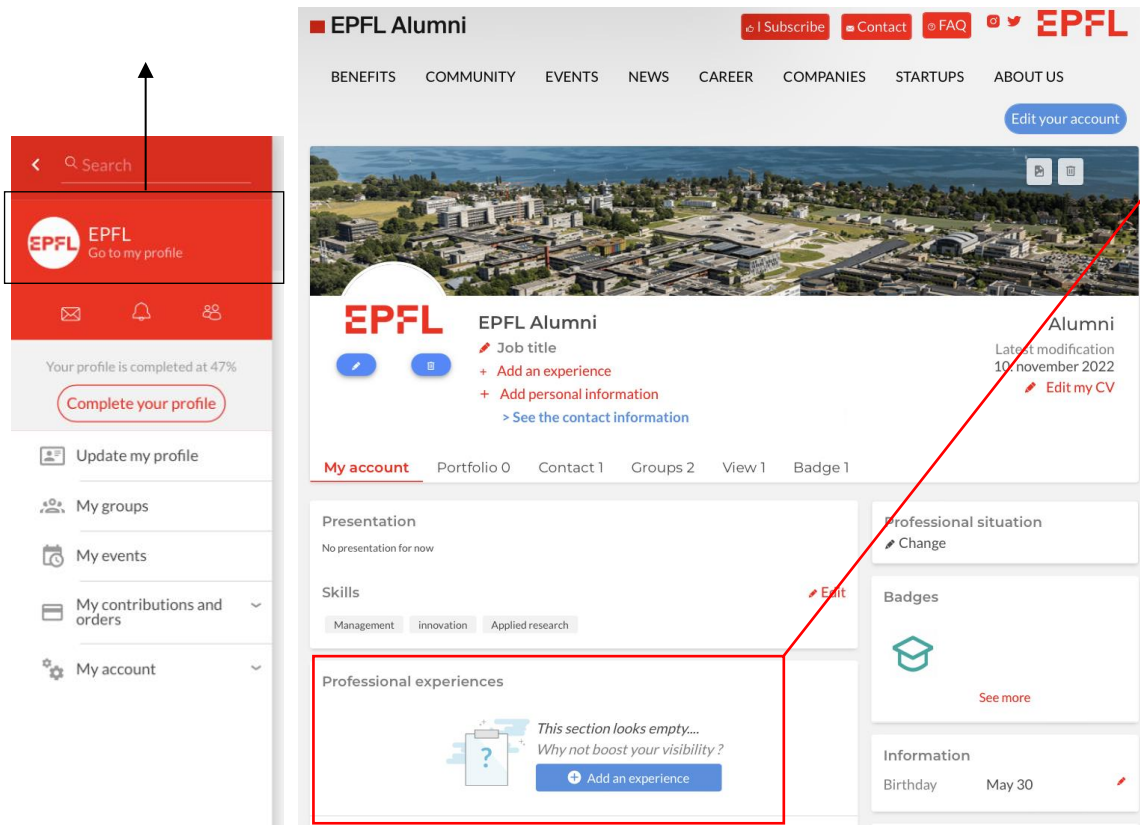 Search
EPFL
EPFL
Go to my profile
Your profile is completed at 47%
Complete your profile
Update my profile
My groups
My events
My contributions and
orders
My account
EPFL Alumni
I Subscribe
Contact
FAQ
EPFL
BENEFITS COMMUNITY EVENTS NEWS CAREER COMPANIES STARTUPS ABOUT US
Edit your account
EPFL
EPFL Alumni
Job title
+ Add an experience
+ Add personal information
> See the contact information
Alumni
Latest modification
10. november 2022
Edit my CV
My account Portfolio 0 Contact 1 Groups 2 View 1 Badge 1
Presentation
No presentation for now
Skills
Edit
Management innovation Applied research
Professional experiences
?
This section looks empty....
Why not boost your visibility ?
Add an experience
Professional situation
Change
Badges
See more
Information
Birthday May 30